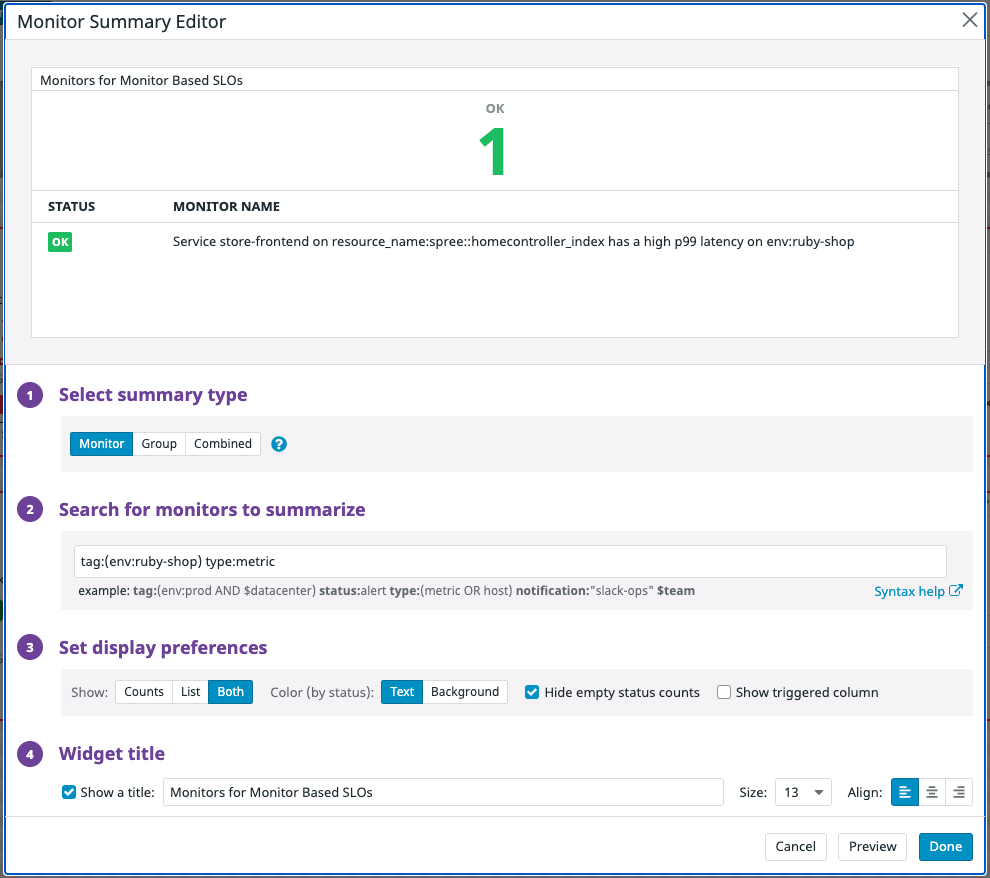 Monitor Summary Editor
Monitors for Monitor Based SLOs
OK
1
STATUS MONITOR NAME
OK Service store-frontend on resource_name:spree::homecontroller_index has a high p99 latency on env:ruby-shop
1 Select summary type
Monitor Group Combined ?
2 Search for monitors to summarize
tag:(env:ruby-shop) type:metric
example: tag:(env:prod AND $datacenter) status:alert type:(metric OR host) notification:"slack-ops" $team Syntax help
3 Set display preferences
Show: Counts List Both Color (by status): Text Background Hide empty status counts Show triggered column
4 Widget title
Show a title: Monitors for Monitor Based SLOs Size: 13 Align:
Cancel Preview Done